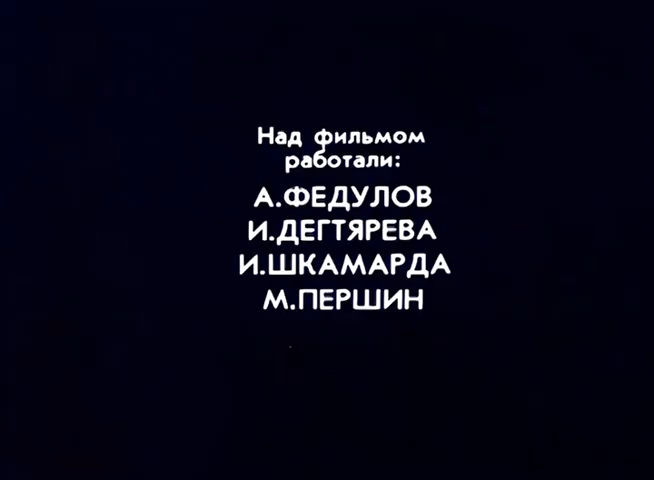 Над фильмом
работали:
А.ФЕДУЛОВ
И.ДЕГТЯРЕВА
И.ШКАМАРДА
М.ПЕРШИН